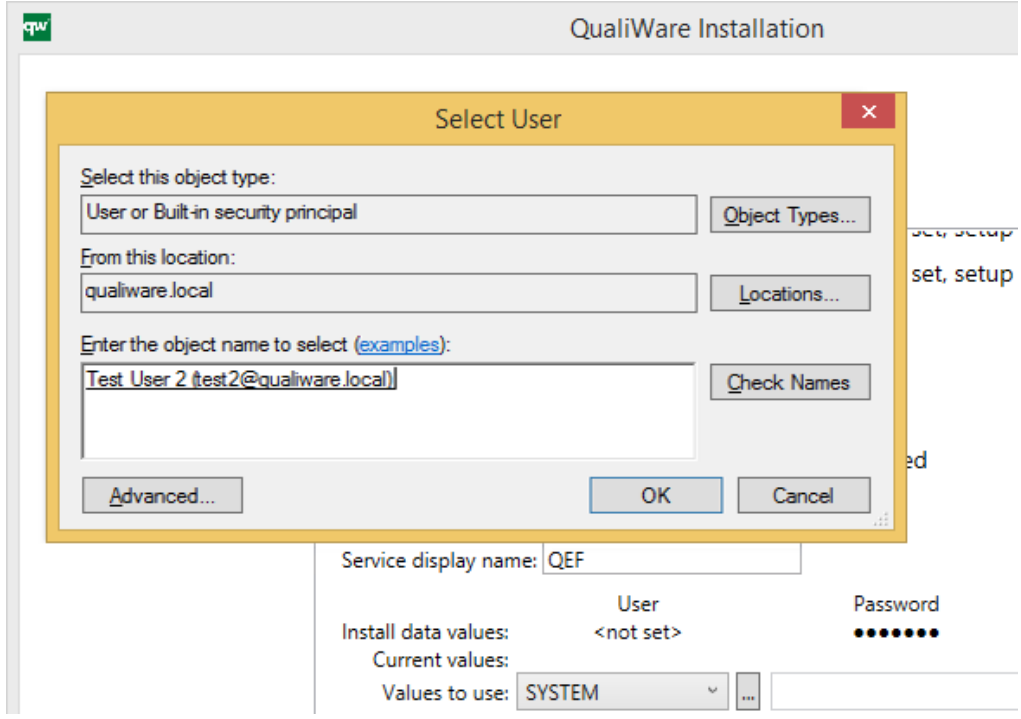 qw
QualiWare Installation
Select User
Select this object type:
User or Built-in security principal
Object Types...
From this location:
qualiware.local
Locations...
Enter the object name to select (examples):
Test User 2 (test2@qualiware.local)
Check Names
Advanced...
OK
Cancel
set, setup
set, setup
ed
Service display name: QEF
User Password
Install data values: <not set> ●●●●●●●
Current values:
Values to use: SYSTEM ...